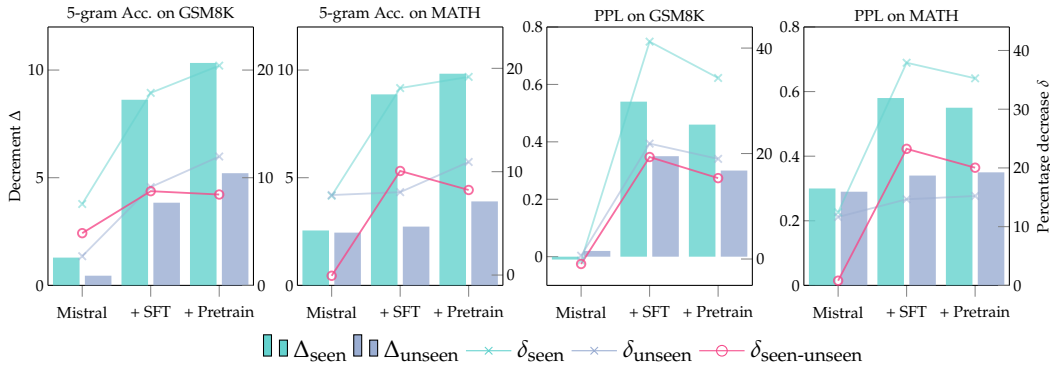 5-gram Acc. on GSM8K
5-gram Acc. on MATH
PPL on GSM8K
PPL on MATH
Decrement Δ
10
5
0
20
10
0
Mistral
+ SFT
+ Pretrain
10
5
0
20
10
0
Mistral
+ SFT
+ Pretrain
0.8
0.6
0.4
0.2
0
40
20
0
Mistral
+ SFT
+ Pretrain
0.8
0.6
0.4
0.2
0
40
30
20
10
0
Mistral
+ SFT
+ Pretrain
Percentage decrease δ
Δseen Δunseen δseen δunseen δseen-unseen